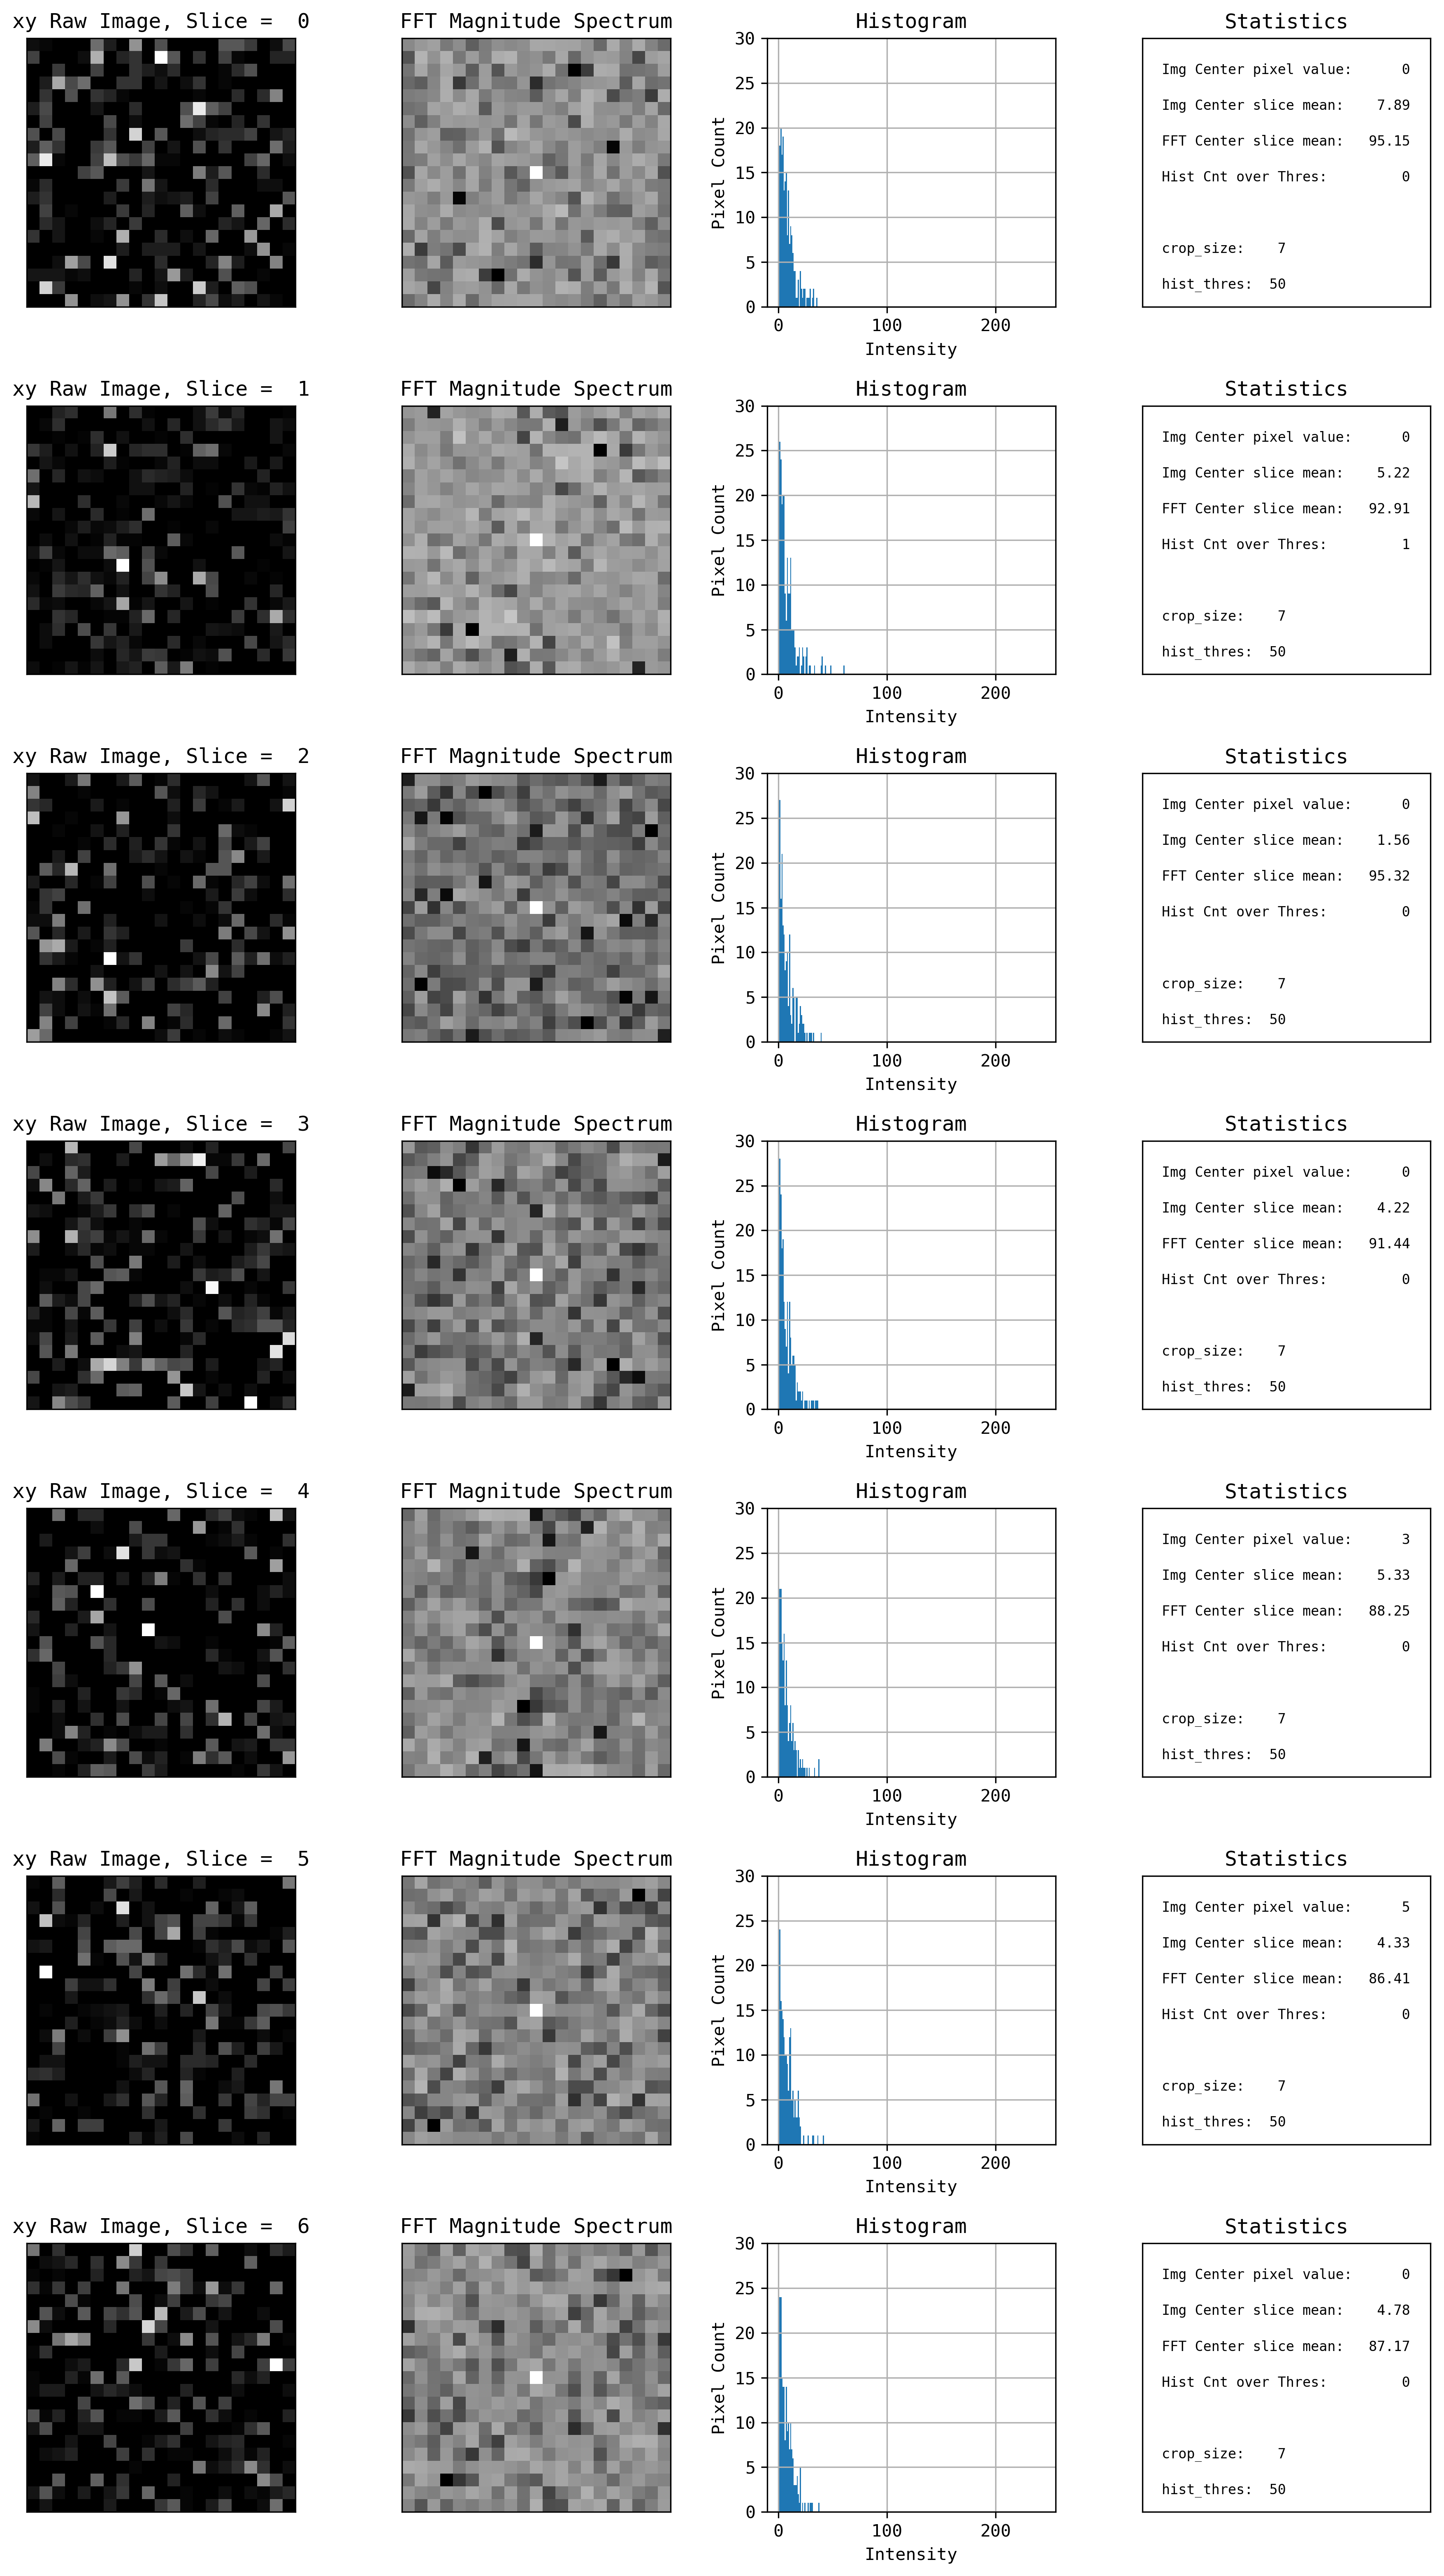 xy Raw Image, Slice =  0
FFT Magnitude Spectrum
Histogram
Statistics
30
25
20
15
10
5
0
Pixel Count
0 100 200
Intensity
Img Center pixel value: 0
Img Center slice mean: 7.89
FFT Center slice mean: 95.15
Hist Cnt over Thres: 0
crop_size: 7
hist_thres: 50
xy Raw Image, Slice =  1
FFT Magnitude Spectrum
Histogram
Statistics
30
25
20
15
10
5
0
Pixel Count
0 100 200
Intensity
Img Center pixel value: 0
Img Center slice mean: 5.22
FFT Center slice mean: 92.91
Hist Cnt over Thres: 1
crop_size: 7
hist_thres: 50
xy Raw Image, Slice =  2
FFT Magnitude Spectrum
Histogram
Statistics
30
25
20
15
10
5
0
Pixel Count
0 100 200
Intensity
Img Center pixel value: 0
Img Center slice mean: 1.56
FFT Center slice mean: 95.32
Hist Cnt over Thres: 0
crop_size: 7
hist_thres: 50
xy Raw Image, Slice =  3
FFT Magnitude Spectrum
Histogram
Statistics
30
25
20
15
10
5
0
Pixel Count
0 100 200
Intensity
Img Center pixel value: 0
Img Center slice mean: 4.22
FFT Center slice mean: 91.44
Hist Cnt over Thres: 0
crop_size: 7
hist_thres: 50
xy Raw Image, Slice =  4
FFT Magnitude Spectrum
Histogram
Statistics
30
25
20
15
10
5
0
Pixel Count
0 100 200
Intensity
Img Center pixel value: 3
Img Center slice mean: 5.33
FFT Center slice mean: 88.25
Hist Cnt over Thres: 0
crop_size: 7
hist_thres: 50
xy Raw Image, Slice =  5
FFT Magnitude Spectrum
Histogram
Statistics
30
25
20
15
10
5
0
Pixel Count
0 100 200
Intensity
Img Center pixel value: 5
Img Center slice mean: 4.33
FFT Center slice mean: 86.41
Hist Cnt over Thres: 0
crop_size: 7
hist_thres: 50
xy Raw Image, Slice =  6
FFT Magnitude Spectrum
Histogram
Statistics
30
25
20
15
10
5
0
Pixel Count
0 100 200
Intensity
Img Center pixel value: 0
Img Center slice mean: 4.78
FFT Center slice mean: 87.17
Hist Cnt over Thres: 0
crop_size: 7
hist_thres: 50